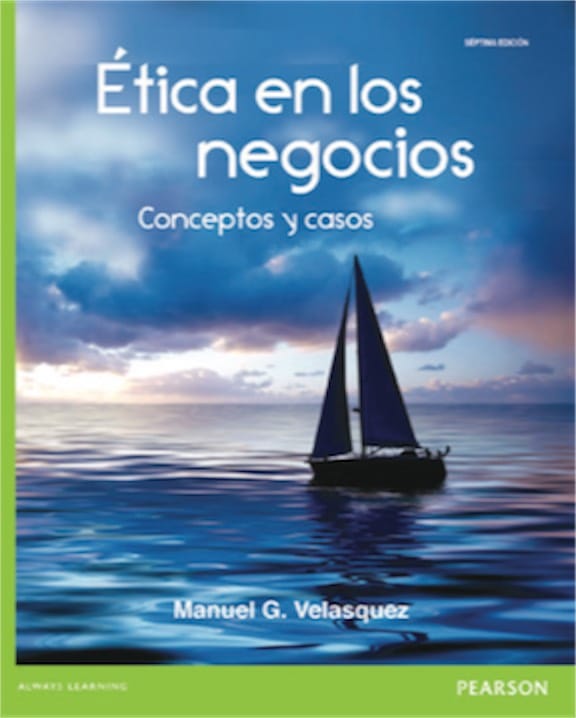 SÉPTIMA EDICIÓN
Ética en los
negocios
Conceptos y casos
Manuel G. Velasquez
ALWAYS LEARNING
PEARSON